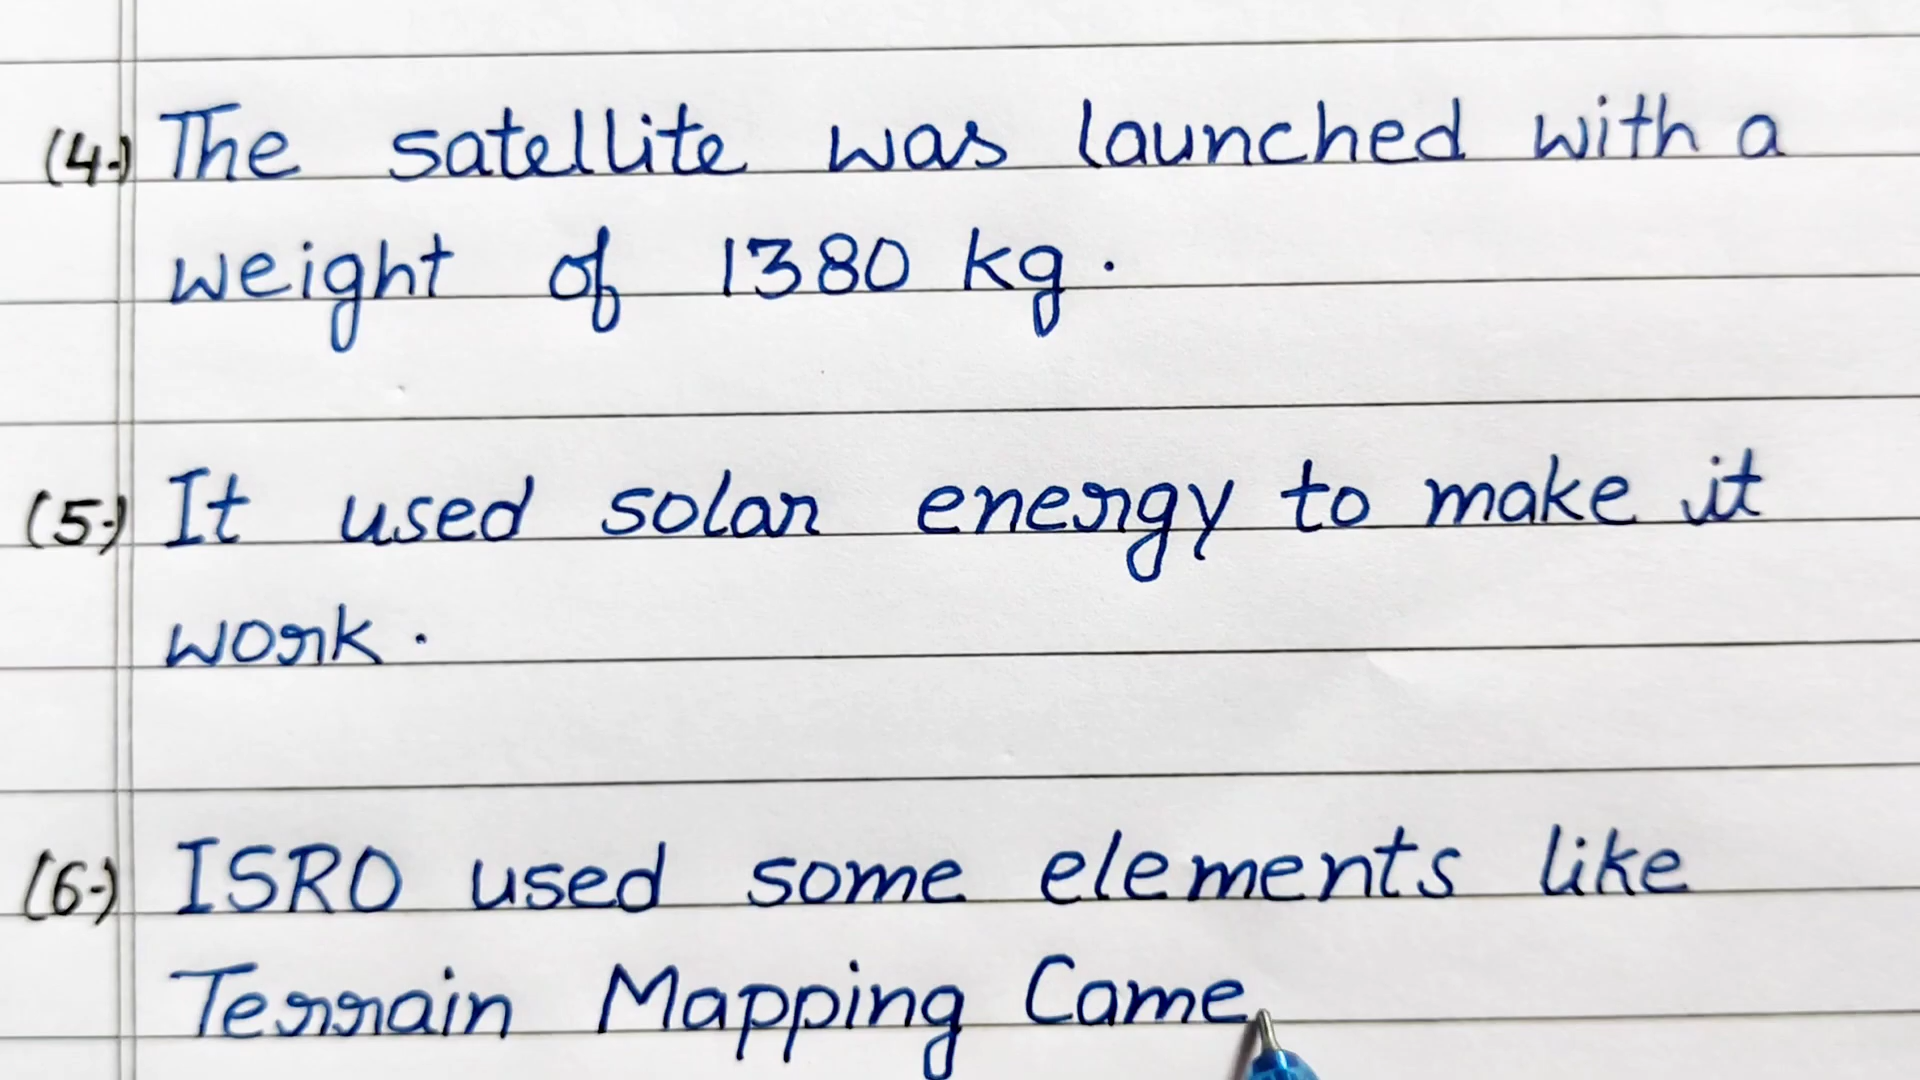 (4.) The satellite was launched with a
weight of 1380 kg.
(5.) It used solar energy to make it
work.
(6.) ISRO used some elements like
Terrain Mapping Came